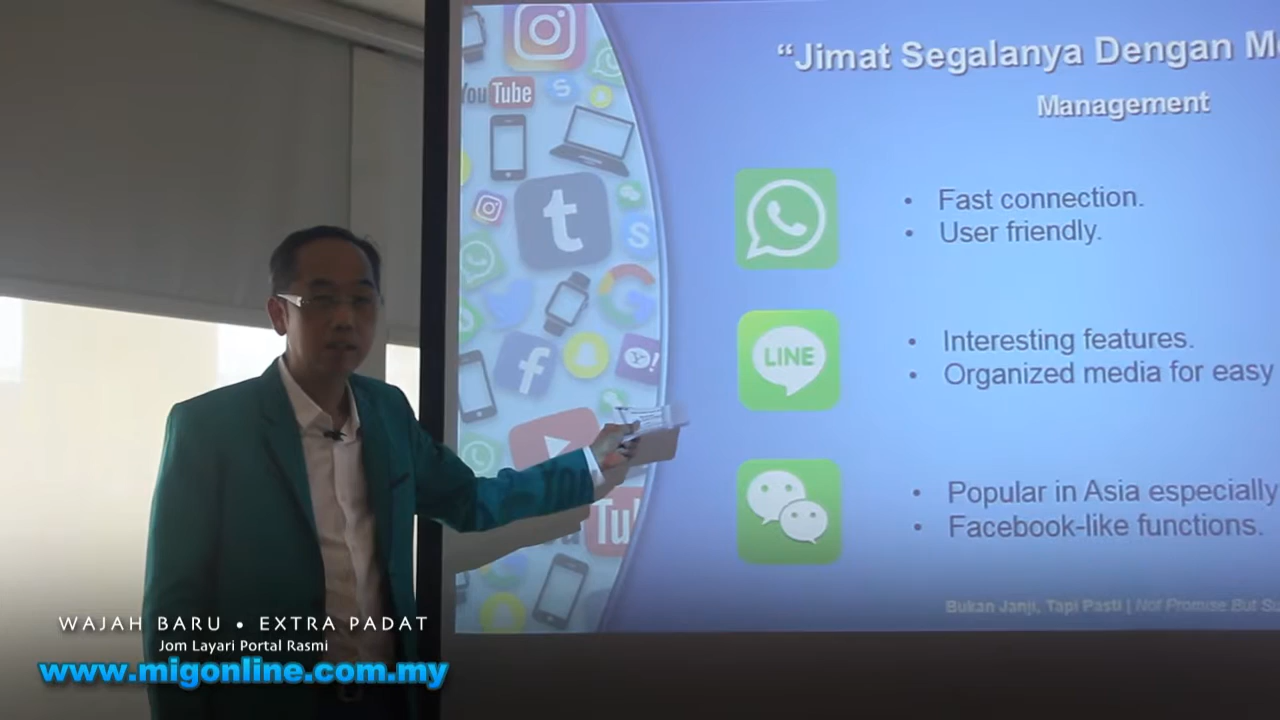 YouTube
"Jimat Segalanya Dengan
Management
t
Fast connection.
User friendly.
LINE
Interesting features.
Organized media for easy
Popular in Asia especially
Facebook-like functions.
Bukan Janji, Tapi Pasti | Not Promise But
WAJAH BARU • EXTRA PADAT
Jom Layari Portal Rasmi
www.migonline.com.my